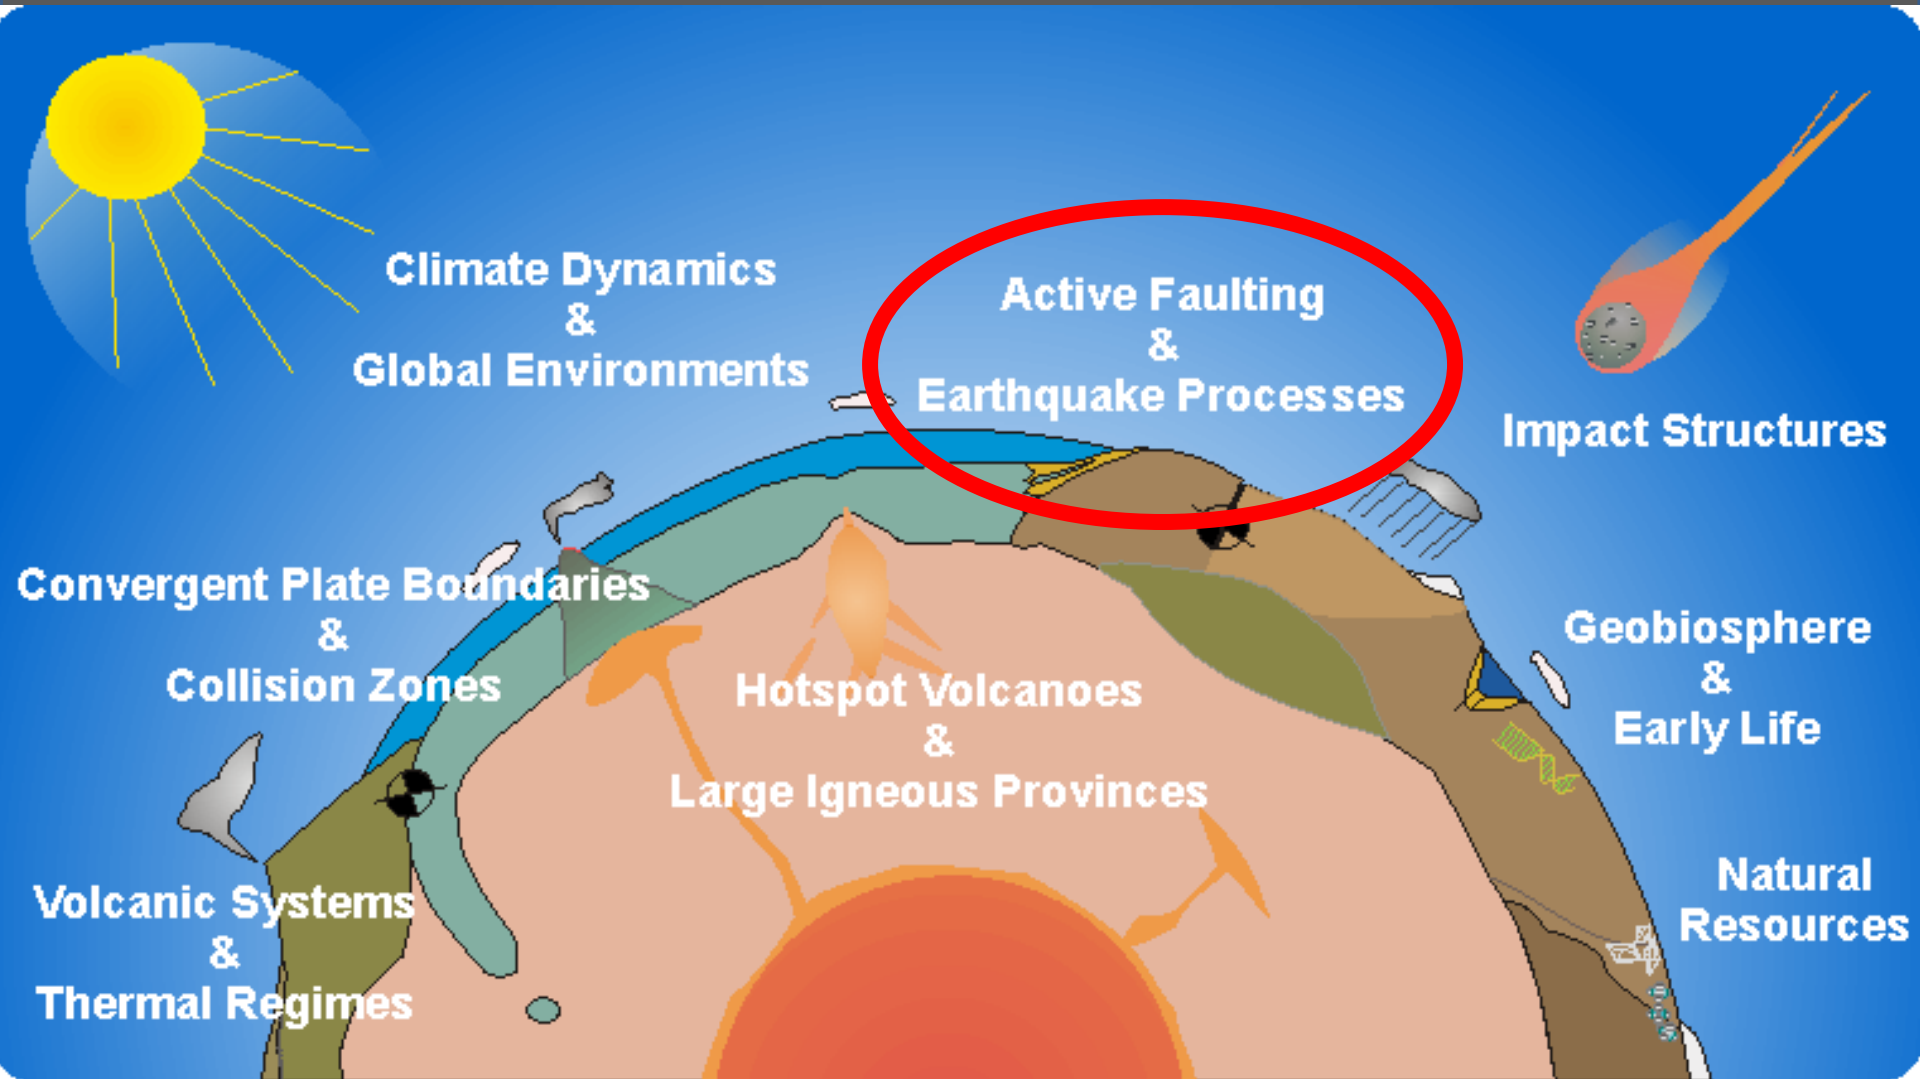 Climate Dynamics
&
Global Environments
Active Faulting
&
Earthquake Processes
Impact Structures
Convergent Plate Boundaries
&
Collision Zones
Geobiosphere
&
Early Life
Hotspot Volcanoes
&
Large Igneous Provinces
Volcanic Systems
&
Thermal Regimes
Natural
Resources